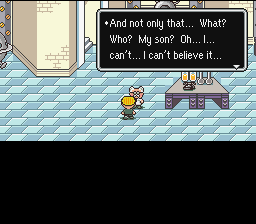 •And not only that... What?
Who? My son? Oh... I...
can't... I can't believe it...